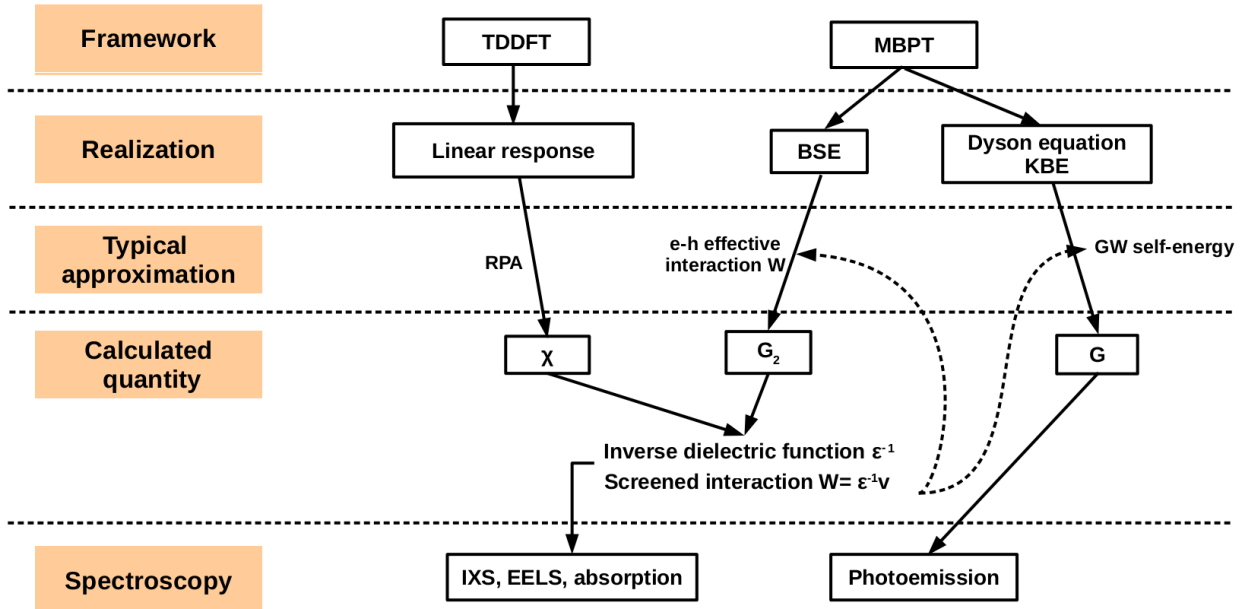 Framework
TDDFT
MBPT
Realization
Linear response
BSE
Dyson equation
KBE
Typical
approximation
RPA
e-h effective
interaction W
GW self-energy
Calculated
quantity
χ
G₂
G
Inverse dielectric function ε⁻¹
Screened interaction W= ε⁻¹v
Spectroscopy
IXS, EELS, absorption
Photoemission